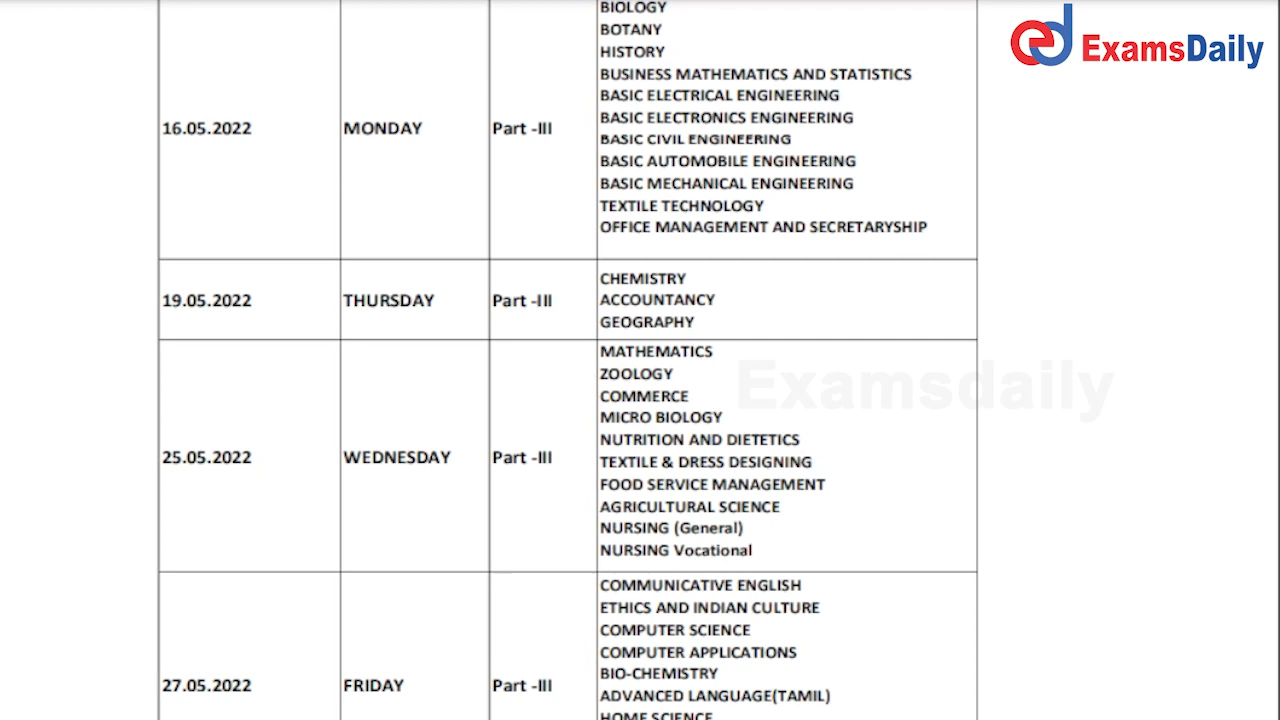 ExamsDaily
BIOLOGY
BOTANY
HISTORY
BUSINESS MATHEMATICS AND STATISTICS
BASIC ELECTRICAL ENGINEERING
BASIC ELECTRONICS ENGINEERING
16.05.2022 MONDAY Part -III
BASIC CIVIL ENGINEERING
BASIC AUTOMOBILE ENGINEERING
BASIC MECHANICAL ENGINEERING
TEXTILE TECHNOLOGY
OFFICE MANAGEMENT AND SECRETARYSHIP
CHEMISTRY
19.05.2022 THURSDAY Part -III ACCOUNTANCY
GEOGRAPHY
MATHEMATICS
ZOOLOGY
Examsdaily
COMMERCE
MICRO BIOLOGY
NUTRITION AND DIETETICS
25.05.2022 WEDNESDAY Part -III TEXTILE & DRESS DESIGNING
FOOD SERVICE MANAGEMENT
AGRICULTURAL SCIENCE
NURSING (General)
NURSING Vocational
COMMUNICATIVE ENGLISH
ETHICS AND INDIAN CULTURE
COMPUTER SCIENCE
COMPUTER APPLICATIONS
BIO-CHEMISTRY
27.05.2022 FRIDAY Part -III ADVANCED LANGUAGE(TAMIL)
HOME SCIENCE